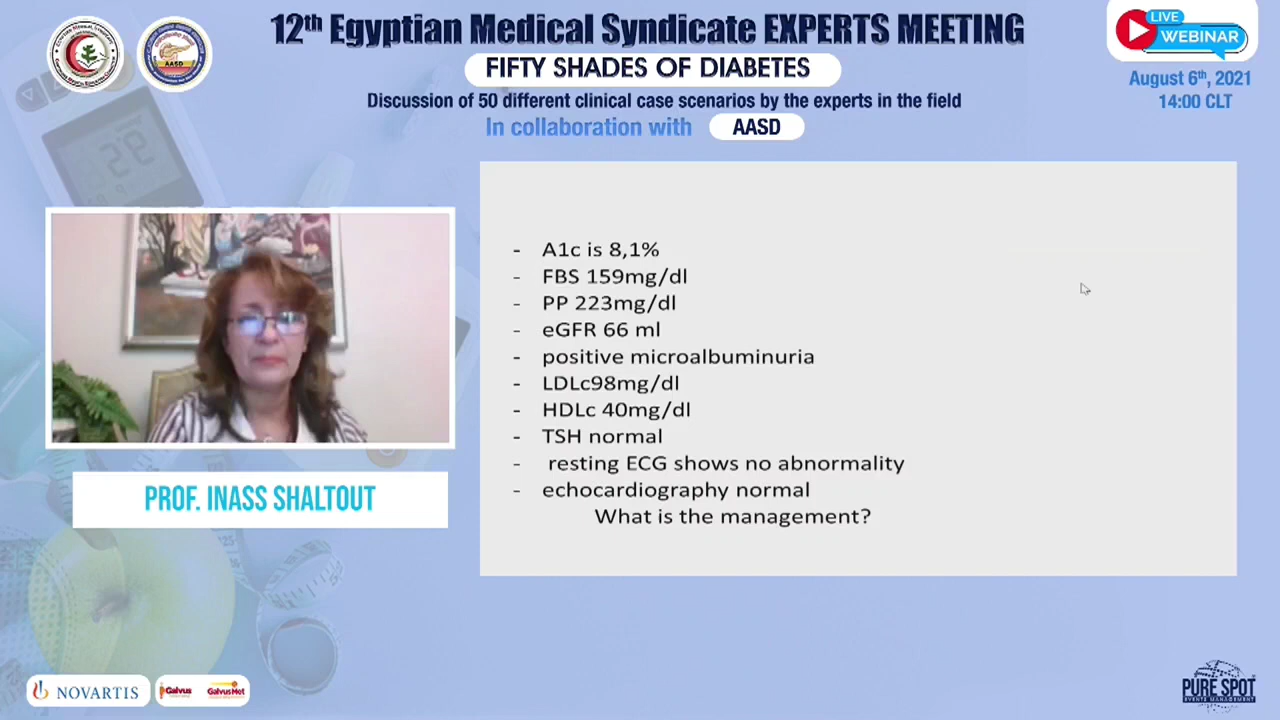 12th Egyptian Medical Syndicate EXPERTS MEETING
FIFTY SHADES OF DIABETES
Discussion of 50 different clinical case scenarios by the experts in the field
In collaboration with AASD
LIVE
WEBINAR
August 6th, 2021
14:00 CLT
AASD
- A1c is 8,1%
- FBS 159mg/dl
- PP 223mg/dl
- eGFR 66 ml
- positive microalbuminuria
- LDLc98mg/dl
- HDLc 40mg/dl
- TSH normal
- resting ECG shows no abnormality
- echocardiography normal
What is the management?
PROF. INASS SHALTOUT
NOVARTIS
Galvus
GalvusMet
PURE SPOT
EVENTS MANAGEMENT